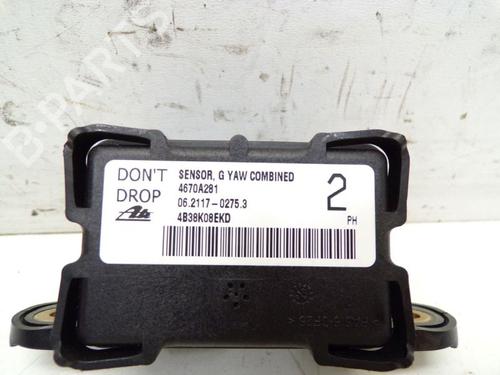 B-PARTS
DON'T DROP
SENSOR, G YAW COMBINED
4670A281
06.2117-0275.3
4B38K08EKD
2
PH